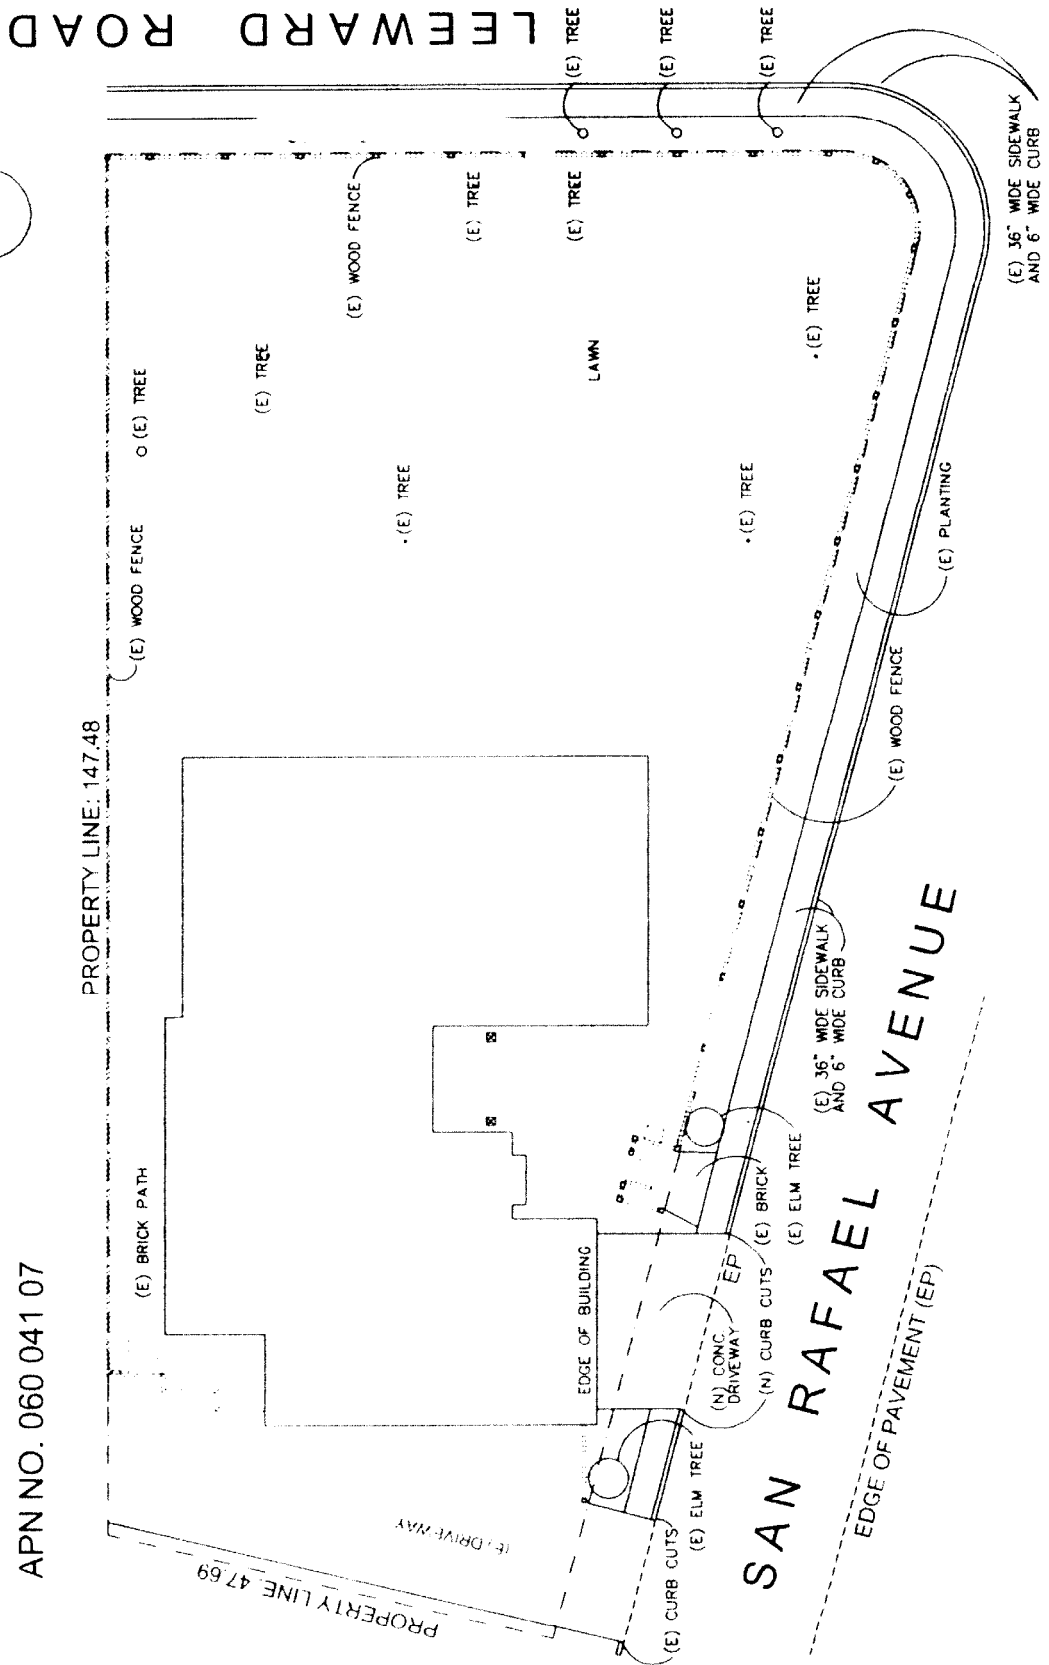 APN NO. 060 041 07
LEEWARD ROAD
PROPERTY LINE: 147.48
PROPERTY LINE 47.69
(E) BRICK PATH
(E) WOOD FENCE
(E) TREE
(E) TREE
(E) WOOD FENCE
(E) TREE
(E) TREE
(E) TREE
(E) TREE
(E) TREE
(E) TREE
(E) TREE
LAWN
(E) TREE
(E) TREE
(E) 36" WIDE SIDEWALK
AND 6" WIDE CURB
(E) PLANTING
(E) WOOD FENCE
(E) 36" WIDE SIDEWALK
AND 6" WIDE CURB
EDGE OF BUILDING
(E) DRIVEWAY
(E) BRICK
(E) ELM TREE
EP
(N) CONC.
DRIVEWAY
(N) CURB CUTS
(E) ELM TREE
(E) CURB CUTS
SAN RAFAEL AVENUE
EDGE OF PAVEMENT (EP)